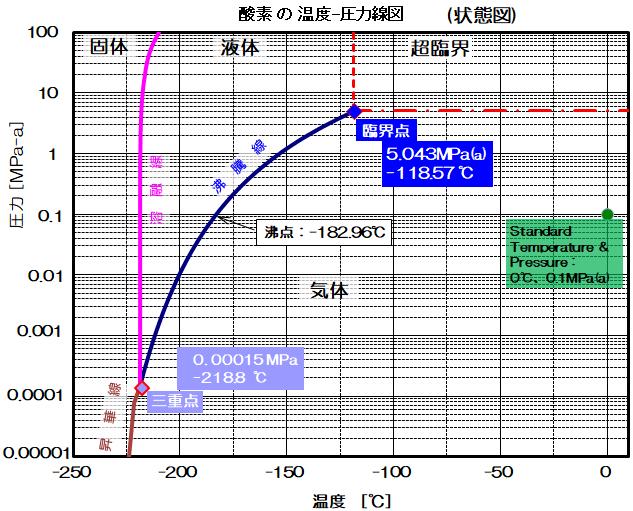 酸素 の 温度-圧力線図 (状態図)
固体 液体 超臨界
100
10
1
0.1
0.01
0.001
0.0001
0.00001
圧力 [MPa-a]
溶融線
沸騰線
昇華線
臨界点
5.043MPa(a)
-118.57℃
沸点：-182.96℃
Standard
Temperature &
Pressure：
0℃、0.1MPa(a)
気体
0.00015 MPa
-218.8 ℃
三重点
-250 -200 -150 -100 -50 0
温度 [℃]